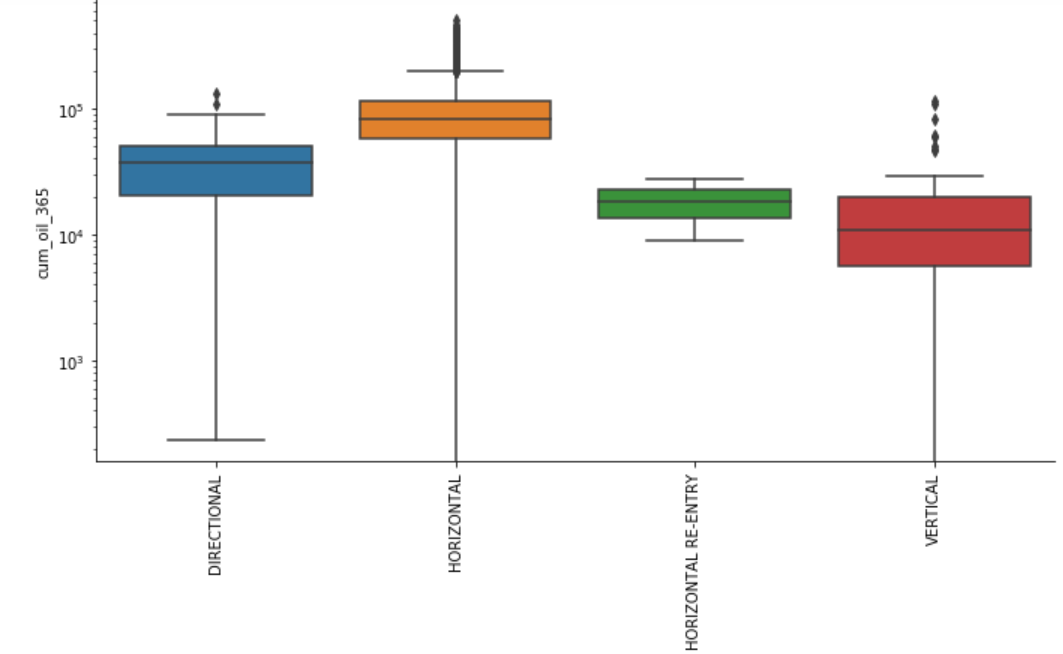 10⁵
10⁴
10³
cum_oil_365
DIRECTIONAL
HORIZONTAL
HORIZONTAL RE-ENTRY
VERTICAL